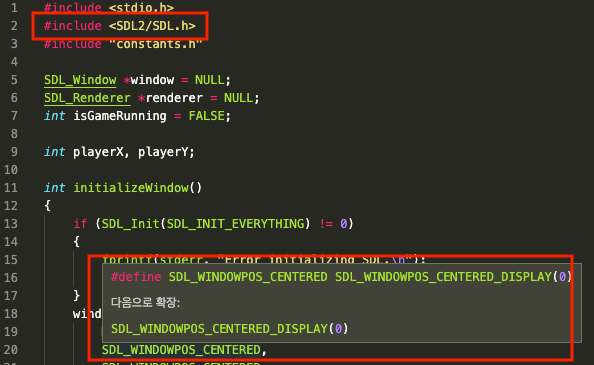 1 #include <stdio.h>
2 #include <SDL2/SDL.h>
3 #include "constants.h"
4
5 SDL_Window *window = NULL;
6 SDL_Renderer *renderer = NULL;
7 int isGameRunning = FALSE;
8
9 int playerX, playerY;
10
11 int initializeWindow()
12 {
13 if (SDL_Init(SDL_INIT_EVERYTHING) != 0)
14 {
15 fprintf(stderr, "Error initializing SDL.\n");
16
17 }
18 wind
19
20 SDL_WINDOWPOS_CENTERED,
#define SDL_WINDOWPOS_CENTERED SDL_WINDOWPOS_CENTERED_DISPLAY(0)
다음으로 확장:
SDL_WINDOWPOS_CENTERED_DISPLAY(0)